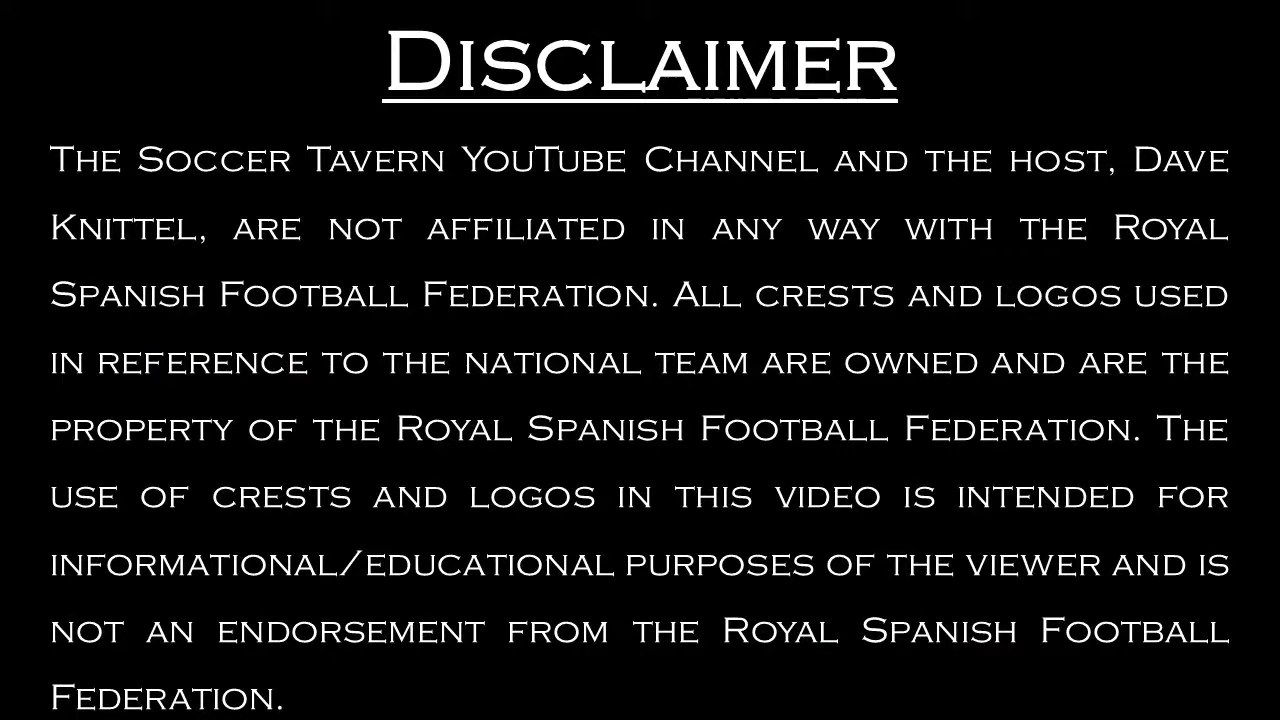 Disclaimer
The Soccer Tavern YouTube Channel and the host, Dave
Knittel, are not affiliated in any way with the Royal
Spanish Football Federation. All crests and logos used
in reference to the national team are owned and are the
property of the Royal Spanish Football Federation. The
use of crests and logos in this video is intended for
informational/educational purposes of the viewer and is
not an endorsement from the Royal Spanish Football
Federation.